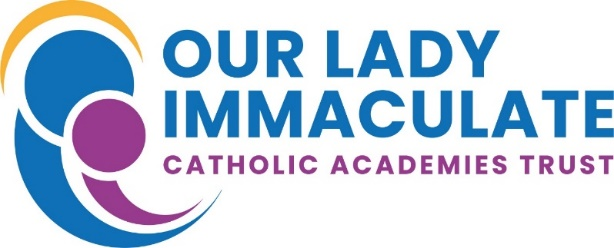 OUR LADY
IMMACULATE
CATHOLIC ACADEMIES TRUST